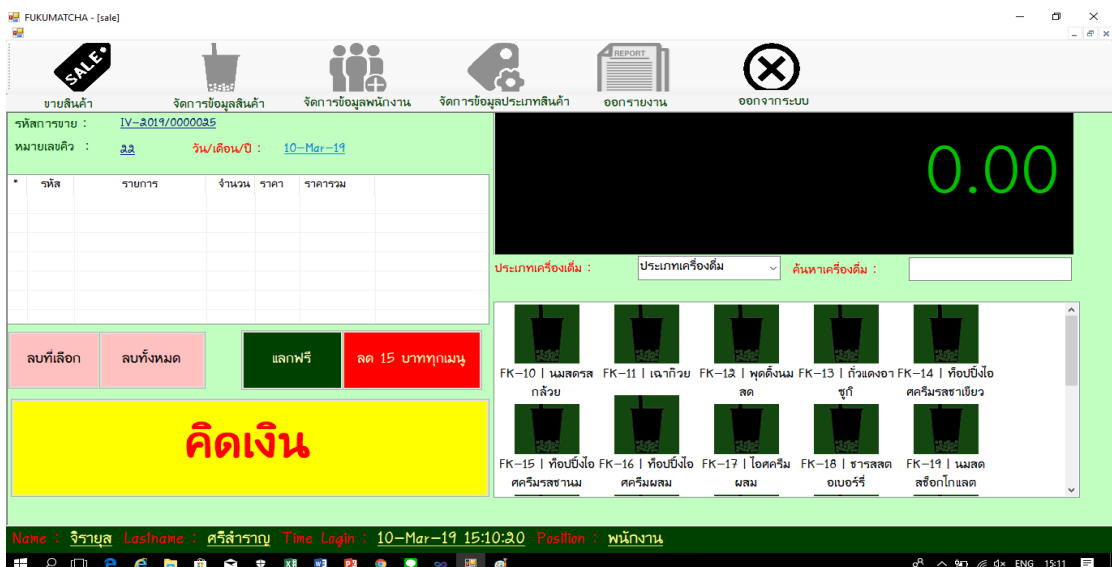 FUKUMATCHA - [sale]
SALE REPORT
ขายสินค้า จัดการข้อมูลสินค้า จัดการข้อมูลพนักงาน จัดการข้อมูลประเภทสินค้า ออกรายงาน ออกจากระบบ
รหัสการขาย : IV-2019/0000025
หมายเลขคิว : 22 วัน/เดือน/ปี : 10-Mar-19
0.00
* รหัส รายการ จำนวน ราคา ราคารวม
ประเภทเครื่องดื่ม : ประเภทเครื่องดื่ม ค้นหาเครื่องดื่ม :
ลบที่เลือก ลบทั้งหมด แลกฟรี ลด 15 บาททุกเมนู
FK-10 | นมสดรส FK-11 | เฉาก๊วย FK-12 | พุดดิ้งนม FK-13 | ถั่วแดงอา FK-14 | ท๊อปปิ้งไอ
กล้วย สด ซูกิ ศครีมรสชาเขียว
คิดเงิน
FK-15 | ท๊อปปิ้งไอ FK-16 | ท๊อปปิ้งไอ FK-17 | ไอศครีม FK-18 | ชารสสต FK-19 | นมสด
ศครีมรสชานม ศครีมผสม ผสม อเบอร์รี่ สช็อกโกแลต
Name : จิรายุส Lastname : ศรีสำราญ Time Login : 10-Mar-19 15:10:20 Position : พนักงาน
ENG 15:11